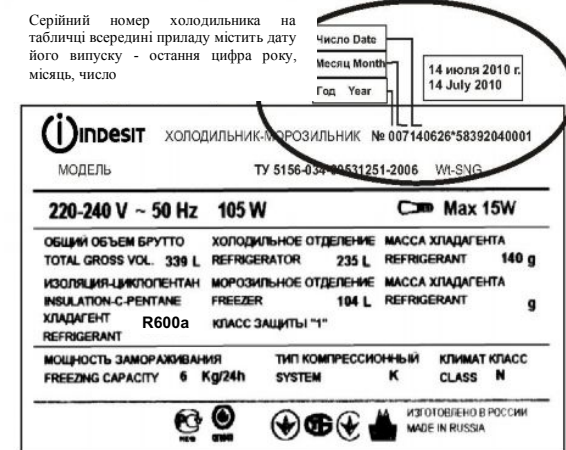 Серійний номер холодильника на
табличці всередині приладу містить дату
його випуску - остання цифра року,
місяць, число
Число Date
Месяц Month
Год Year
14 июля 2010 г.
14 July 2010
indesit ХОЛОДИЛЬНИК-МОРОЗИЛЬНИК № 007140626*58392040001
МОДЕЛЬ ТУ 5156-034-00531251-2006 Wt-SNG
220-240 V ~ 50 Hz 105 W Max 15W
ОБЩИЙ ОБЪЕМ БРУТТО ХОЛОДИЛЬНОЕ ОТДЕЛЕНИЕ МАССА ХЛАДАГЕНТА
TOTAL GROSS VOL. 339 L REFRIGERATOR 235 L REFRIGERANT 140 g
ИЗОЛЯЦИЯ-ЦИКЛОПЕНТАН МОРОЗИЛЬНОЕ ОТДЕЛЕНИЕ МАССА ХЛАДАГЕНТА
INSULATION-C-PENTANE FREEZER 104 L REFRIGERANT g
ХЛАДАГЕНТ R600a КЛАСС ЗАЩИТЫ "1"
REFRIGERANT
МОЩНОСТЬ ЗАМОРАЖИВАНИЯ ТИП КОМПРЕССИОННЫЙ КЛИМАТ КЛАСС
FREEZING CAPACITY 6 Kg/24h SYSTEM K CLASS N
ИЗГОТОВЛЕНО В РОССИИ
MADE IN RUSSIA